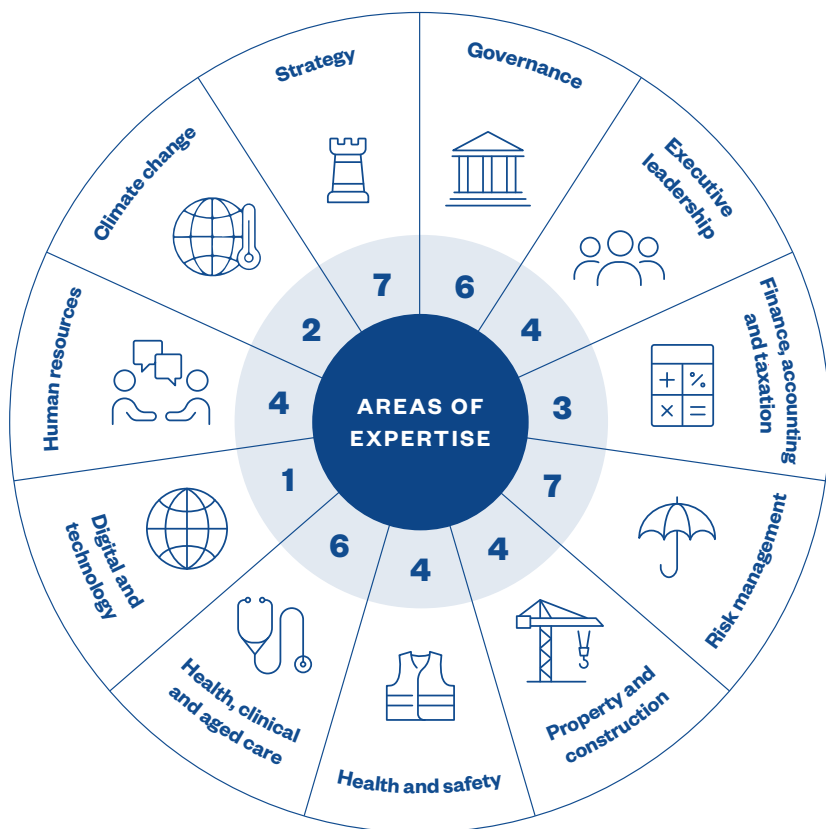 AREAS OF
EXPERTISE
Governance
6
Executive
leadership
4
Finance, accounting
and taxation
3
Risk management
7
Property and
construction
4
Health and safety
4
Health, clinical
and aged care
6
Digital and
technology
1
Human resources
4
Climate change
2
Strategy
7